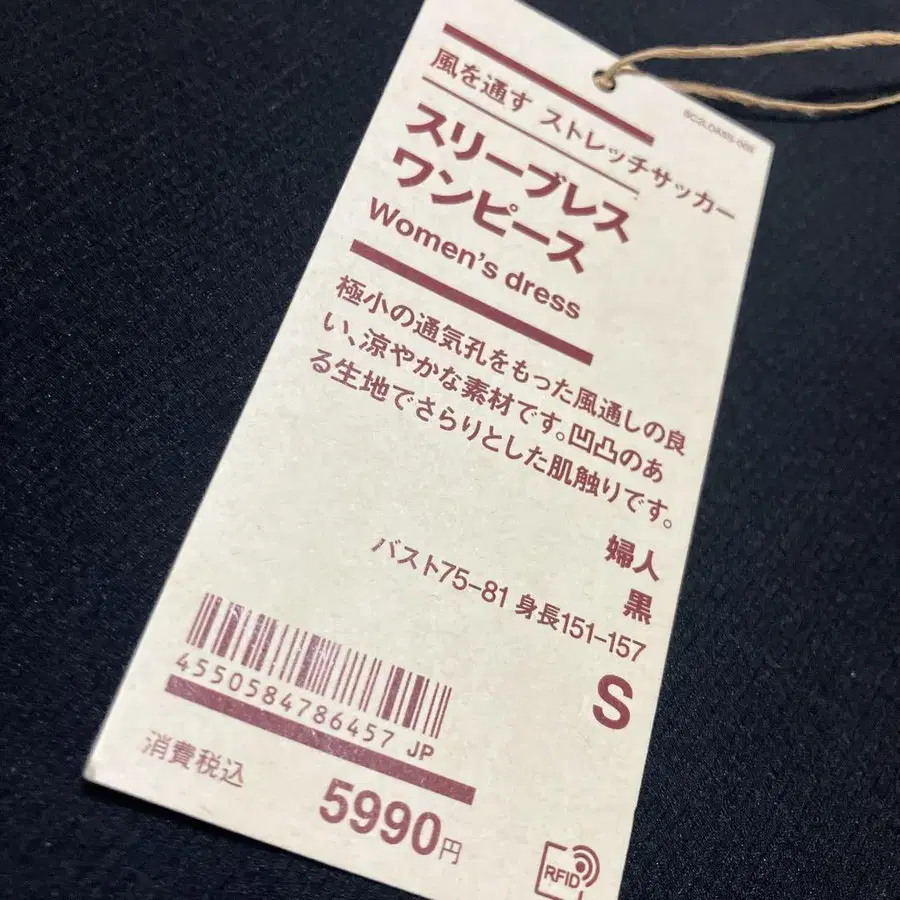 風を通す ストレッチサッカー
スリーブレス
ワンピース
Women's dress
極小の通気孔をもった風通しの良
い、涼やかな素材です。凹凸のあ
る生地でさらりとした肌触りです。
婦人
黒
バスト75-81 身長151-157
S
4550584786457 JP
消費税込
5990円
RFID